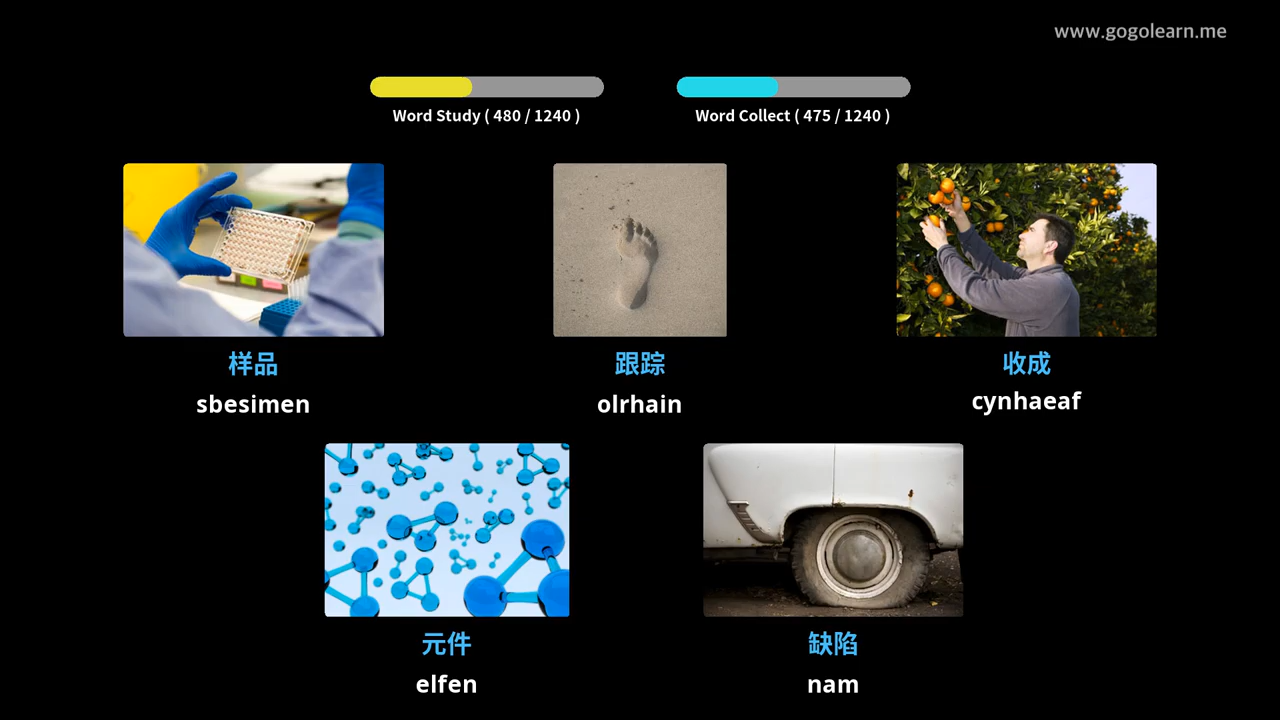 www.gogolearn.me
Word Study ( 480 / 1240 )
Word Collect ( 475 / 1240 )
样品
sbesimen
跟踪
olrhain
收成
cynhaeaf
元件
elfen
缺陷
nam